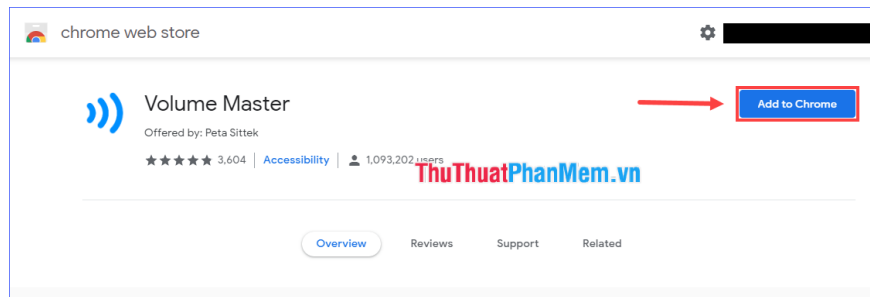 chrome web store
Volume Master
Add to Chrome
Offered by: Peta Sittek
3,604 Accessibility 1,093,202 users
ThuThuatPhanMem.vn
Overview Reviews Support Related